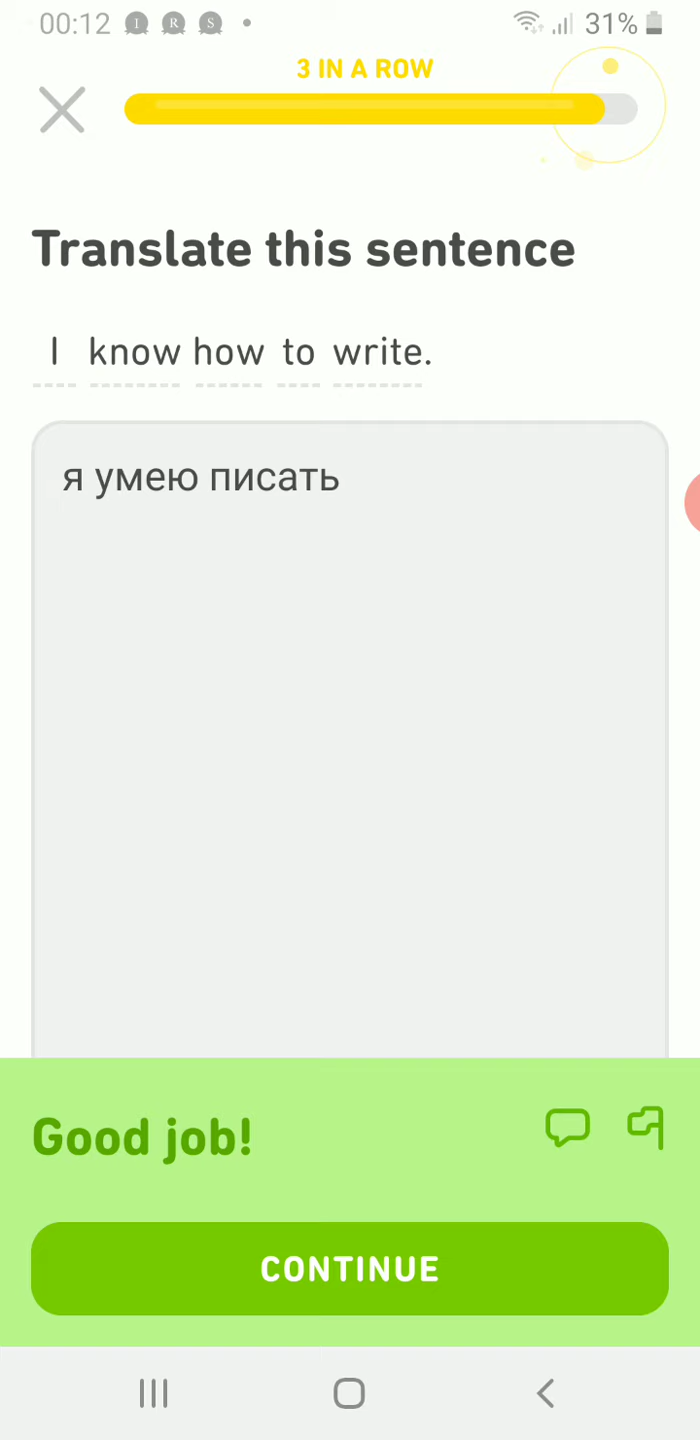 00:12 I R S 31%
3 IN A ROW
Translate this sentence
I know how to write.
я умею писать
Good job!
CONTINUE